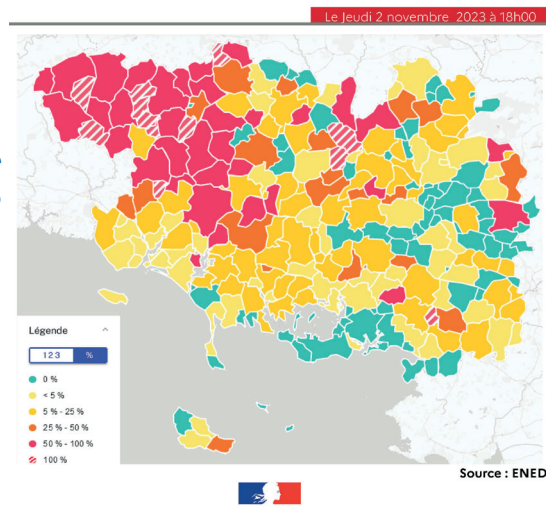 Le Jeudi 2 novembre 2023 à 18h00
Légende
123 %
0 %
< 5 %
5 % - 25 %
25 % - 50 %
50 % - 100 %
100 %
Source : ENED